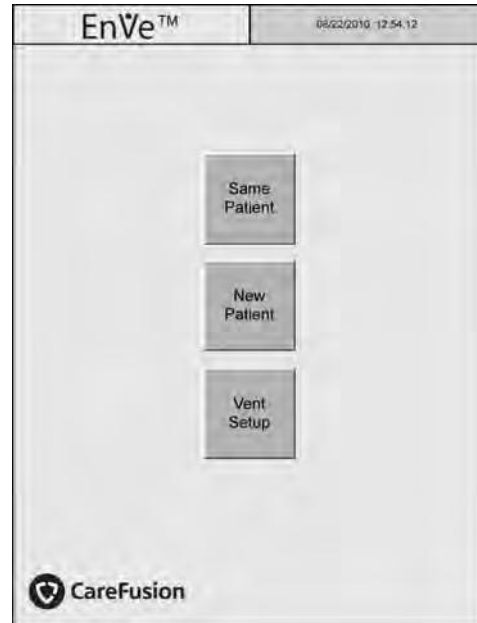 EnVe™
06/22/2010 12:54:12
Same
Patient
New
Patient
Vent
Setup
CareFusion